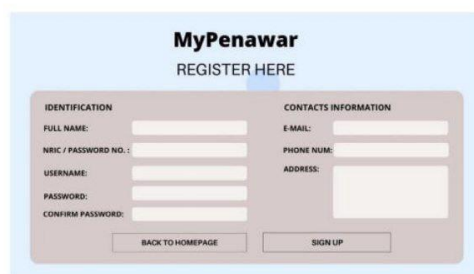 MyPenawar
REGISTER HERE
IDENTIFICATION
FULL NAME:
NRIC / PASSWORD NO. :
USERNAME:
PASSWORD:
CONFIRM PASSWORD:
CONTACTS INFORMATION
E-MAIL:
PHONE NUM:
ADDRESS:
BACK TO HOMEPAGE
SIGN UP